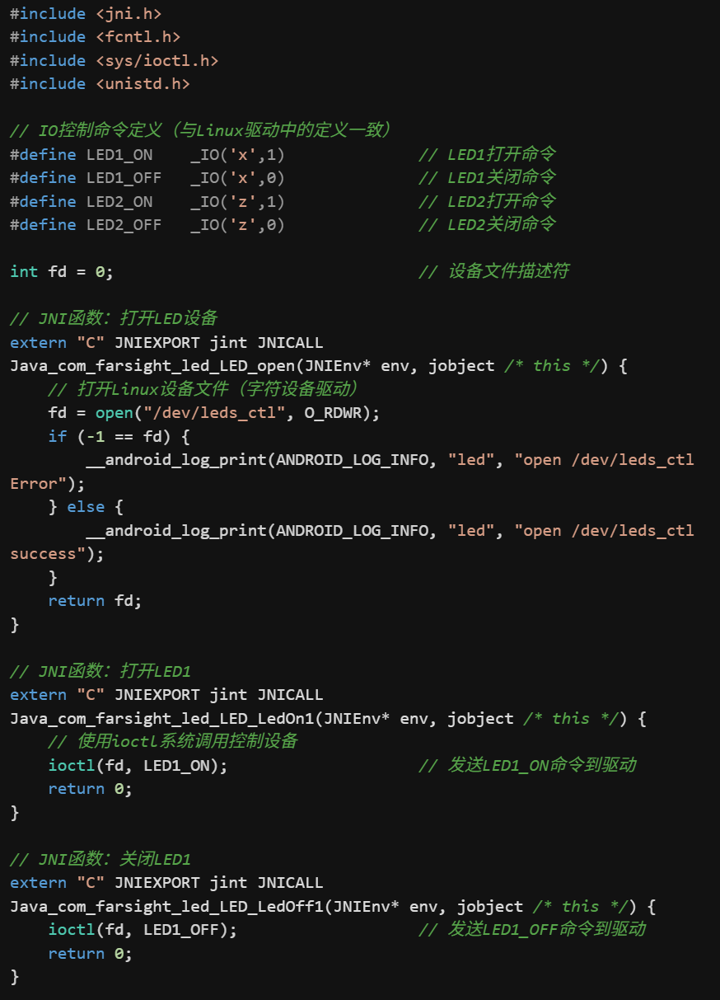 #include <jni.h>
#include <fcntl.h>
#include <sys/ioctl.h>
#include <unistd.h>

// IO控制命令定义（与Linux驱动中的定义一致）
#define LED1_ON    _IO('x',1)              // LED1打开命令
#define LED1_OFF   _IO('x',0)              // LED1关闭命令
#define LED2_ON    _IO('z',1)              // LED2打开命令
#define LED2_OFF   _IO('z',0)              // LED2关闭命令

int fd = 0;                                // 设备文件描述符

// JNI函数：打开LED设备
extern "C" JNIEXPORT jint JNICALL
Java_com_farsight_led_LED_open(JNIEnv* env, jobject /* this */) {
    // 打开Linux设备文件（字符设备驱动）
    fd = open("/dev/leds_ctl", O_RDWR);
    if (-1 == fd) {
        __android_log_print(ANDROID_LOG_INFO, "led", "open /dev/leds_ctl
Error");
    } else {
        __android_log_print(ANDROID_LOG_INFO, "led", "open /dev/leds_ctl
success");
    }
    return fd;
}

// JNI函数：打开LED1
extern "C" JNIEXPORT jint JNICALL
Java_com_farsight_led_LED_LedOn1(JNIEnv* env, jobject /* this */) {
    // 使用ioctl系统调用控制设备
    ioctl(fd, LED1_ON);                    // 发送LED1_ON命令到驱动
    return 0;
}

// JNI函数：关闭LED1
extern "C" JNIEXPORT jint JNICALL
Java_com_farsight_led_LED_LedOff1(JNIEnv* env, jobject /* this */) {
    ioctl(fd, LED1_OFF);                   // 发送LED1_OFF命令到驱动
    return 0;
}